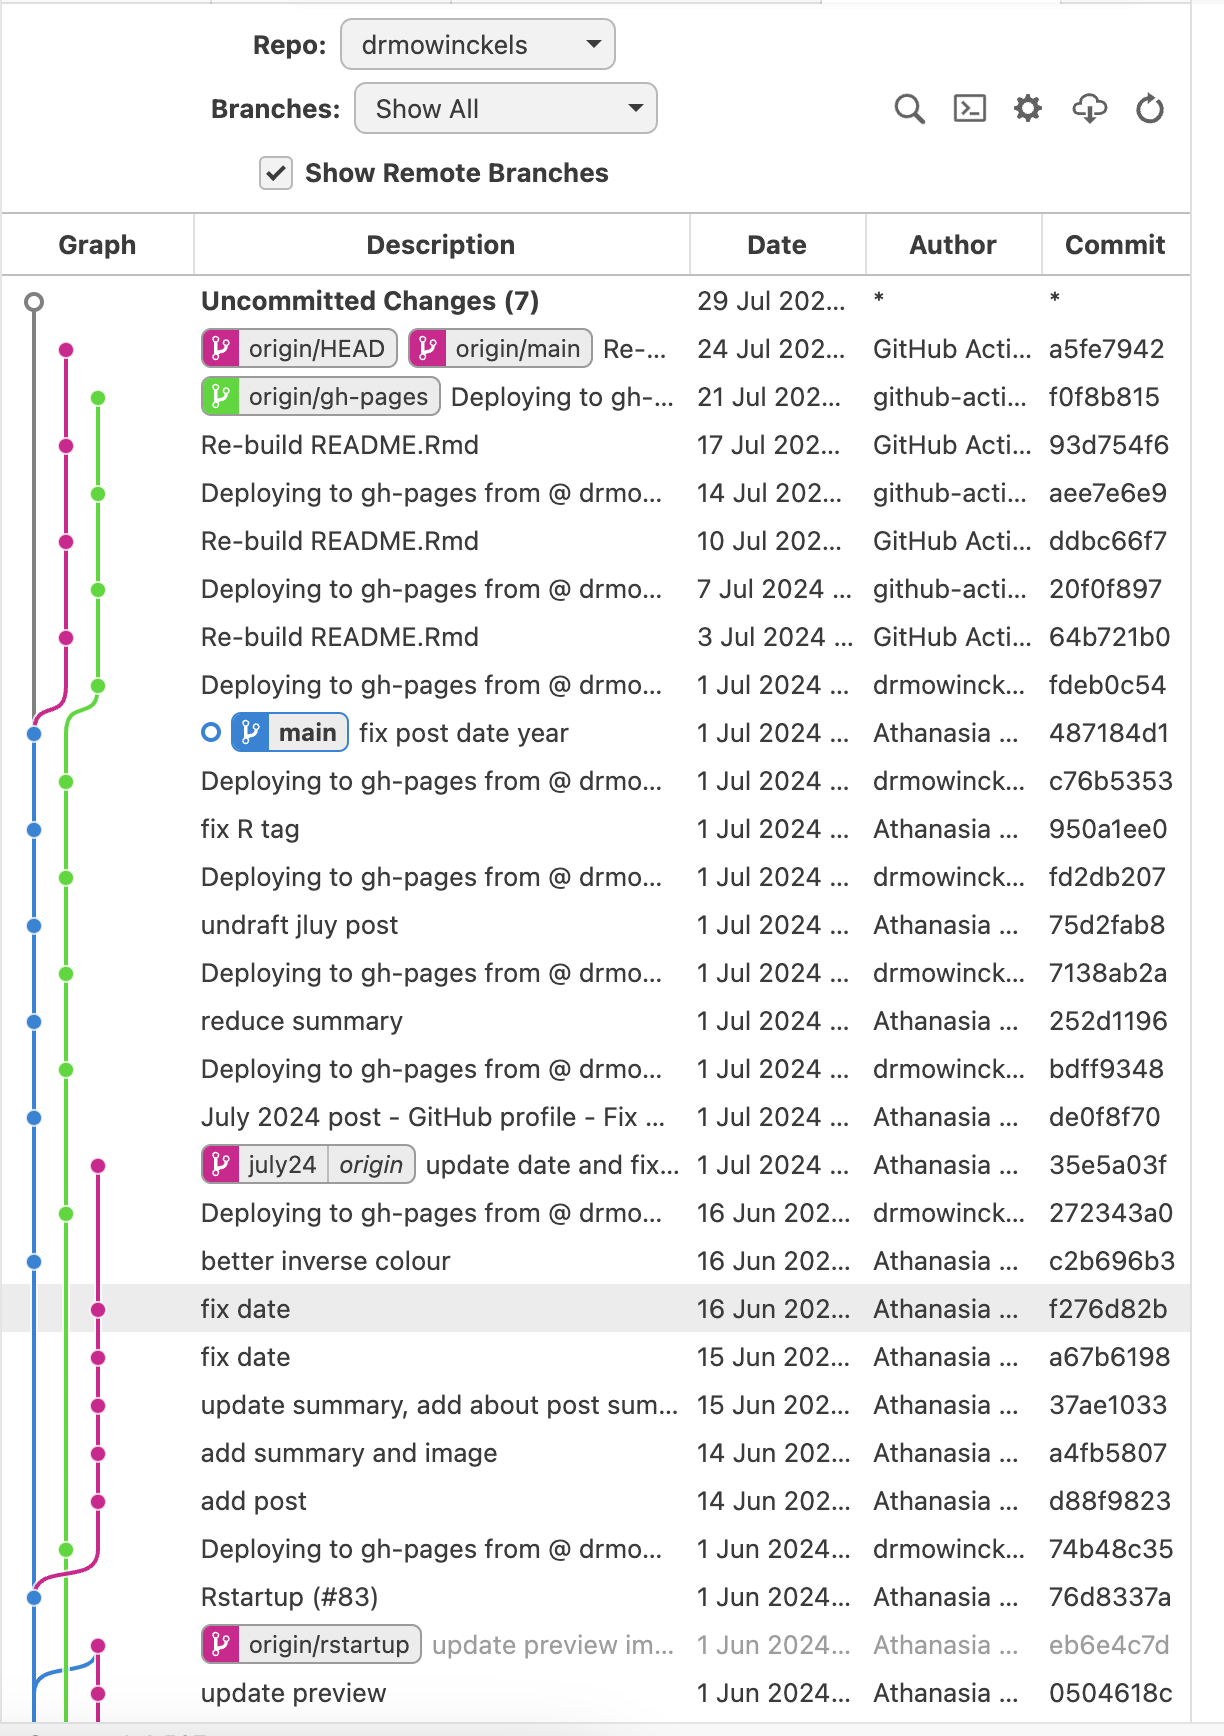 Repo: drmowinckels
Branches: Show All
Show Remote Branches
Graph Description Date Author Commit
Uncommitted Changes (7) 29 Jul 202... * *
origin/HEAD origin/main Re-... 24 Jul 202... GitHub Acti... a5fe7942
origin/gh-pages Deploying to gh-... 21 Jul 202... github-acti... f0f8b815
Re-build README.Rmd 17 Jul 202... GitHub Acti... 93d754f6
Deploying to gh-pages from @ drmo... 14 Jul 202... github-acti... aee7e6e9
Re-build README.Rmd 10 Jul 202... GitHub Acti... ddbc66f7
Deploying to gh-pages from @ drmo... 7 Jul 2024 ... github-acti... 20f0f897
Re-build README.Rmd 3 Jul 2024 ... GitHub Acti... 64b721b0
Deploying to gh-pages from @ drmo... 1 Jul 2024 ... drmowinck... fdeb0c54
main fix post date year 1 Jul 2024 ... Athanasia ... 487184d1
Deploying to gh-pages from @ drmo... 1 Jul 2024 ... drmowinck... c76b5353
fix R tag 1 Jul 2024 ... Athanasia ... 950a1ee0
Deploying to gh-pages from @ drmo... 1 Jul 2024 ... drmowinck... fd2db207
undraft jluy post 1 Jul 2024 ... Athanasia ... 75d2fab8
Deploying to gh-pages from @ drmo... 1 Jul 2024 ... drmowinck... 7138ab2a
reduce summary 1 Jul 2024 ... Athanasia ... 252d1196
Deploying to gh-pages from @ drmo... 1 Jul 2024 ... drmowinck... bdff9348
July 2024 post - GitHub profile - Fix ... 1 Jul 2024 ... Athanasia ... de0f8f70
july24 origin update date and fix... 1 Jul 2024 ... Athanasia ... 35e5a03f
Deploying to gh-pages from @ drmo... 16 Jun 202... drmowinck... 272343a0
better inverse colour 16 Jun 202... Athanasia ... c2b696b3
fix date 16 Jun 202... Athanasia ... f276d82b
fix date 15 Jun 202... Athanasia ... a67b6198
update summary, add about post sum... 15 Jun 202... Athanasia ... 37ae1033
add summary and image 14 Jun 202... Athanasia ... a4fb5807
add post 14 Jun 202... Athanasia ... d88f9823
Deploying to gh-pages from @ drmo... 1 Jun 2024... drmowinck... 74b48c35
Rstartup (#83) 1 Jun 2024... Athanasia ... 76d8337a
origin/rstartup update preview im... 1 Jun 2024... Athanasia ... eb6e4c7d
update preview 1 Jun 2024... Athanasia ... 0504618c